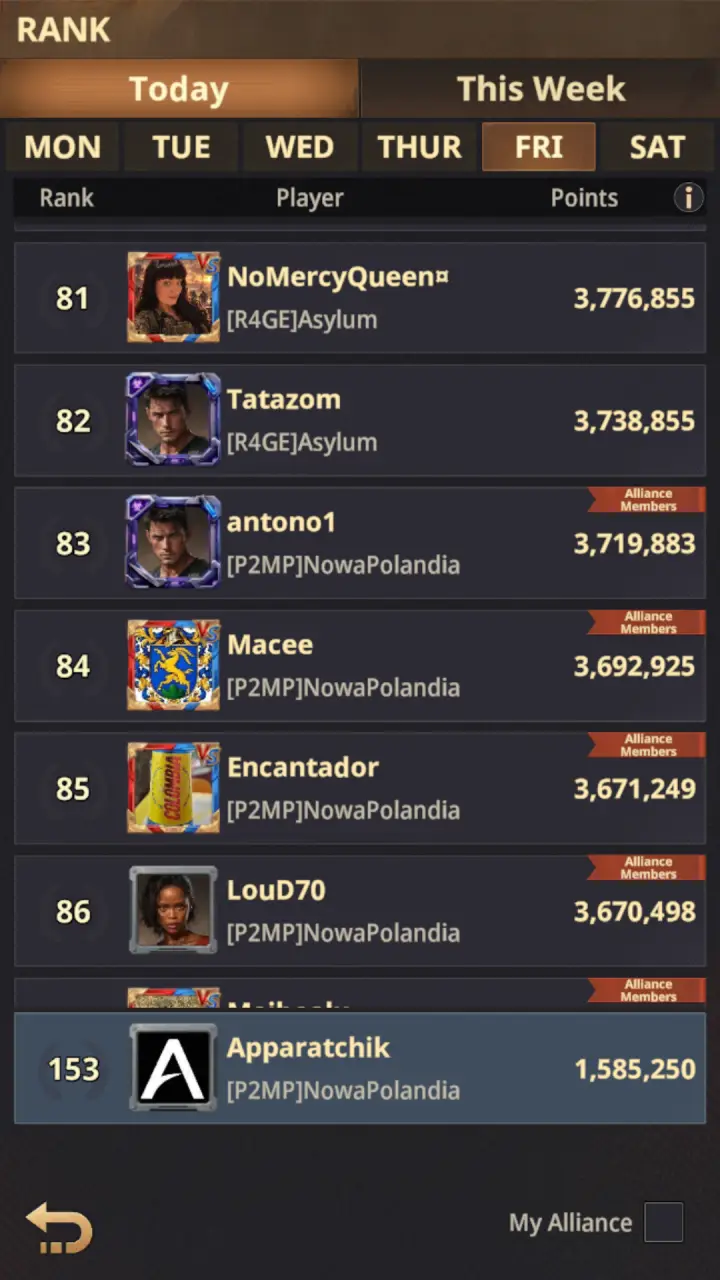 RANK
Today
This Week
MON TUE WED THUR FRI SAT
Rank Player Points i
81 NoMercyQueen¤ 3,776,855
[R4GE]Asylum
82 Tatazom 3,738,855
[R4GE]Asylum
Alliance Members
83 antono1 3,719,883
[P2MP]NowaPolandia
Alliance Members
84 Macee 3,692,925
[P2MP]NowaPolandia
Alliance Members
85 Encantador 3,671,249
[P2MP]NowaPolandia
COLOMBIA
Alliance Members
86 LouD70 3,670,498
[P2MP]NowaPolandia
Alliance Members
153 Apparatchik 1,585,250
[P2MP]NowaPolandia
My Alliance